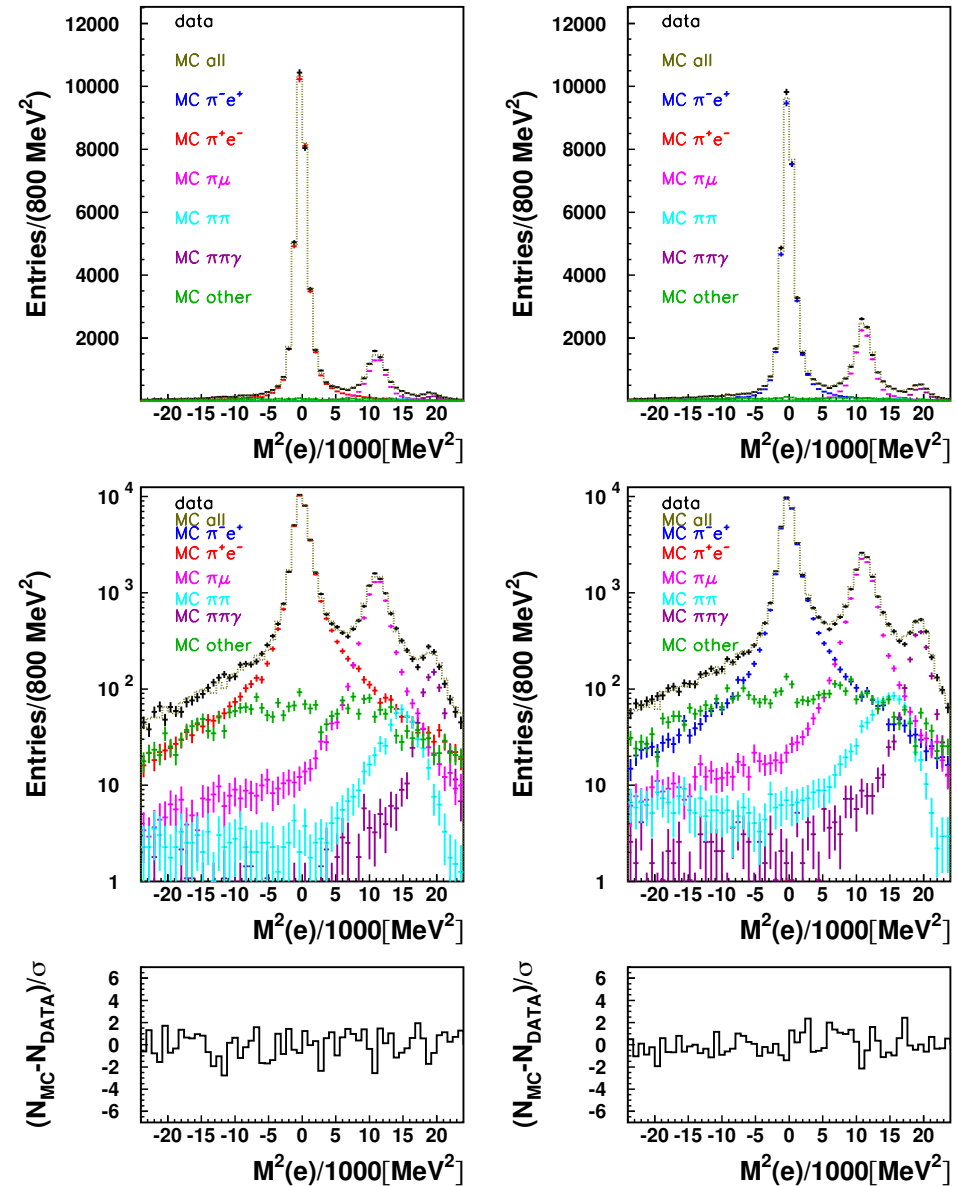 Entries/(800 MeV²)
12000
10000
8000
6000
4000
2000
data
MC all
MC π⁻e⁺
MC π⁺e⁻
MC πμ
MC ππ
MC ππγ
MC other
-20 -15 -10 -5 0 5 10 15 20
M²(e)/1000[MeV²]
Entries/(800 MeV²)
12000
10000
8000
6000
4000
2000
data
MC all
MC π⁻e⁺
MC π⁺e⁻
MC πμ
MC ππ
MC ππγ
MC other
-20 -15 -10 -5 0 5 10 15 20
M²(e)/1000[MeV²]
Entries/(800 MeV²)
10⁴
10³
10²
10
1
data
MC all
MC π⁻e⁺
MC π⁺e⁻
MC πμ
MC ππ
MC ππγ
MC other
-20 -15 -10 -5 0 5 10 15 20
M²(e)/1000[MeV²]
Entries/(800 MeV²)
10⁴
10³
10²
10
1
data
MC all
MC π⁻e⁺
MC π⁺e⁻
MC πμ
MC ππ
MC ππγ
MC other
-20 -15 -10 -5 0 5 10 15 20
M²(e)/1000[MeV²]
(N_MC-N_DATA)/σ
6
4
2
0
-2
-4
-6
-20 -15 -10 -5 0 5 10 15 20
M²(e)/1000[MeV²]
(N_MC-N_DATA)/σ
6
4
2
0
-2
-4
-6
-20 -15 -10 -5 0 5 10 15 20
M²(e)/1000[MeV²]